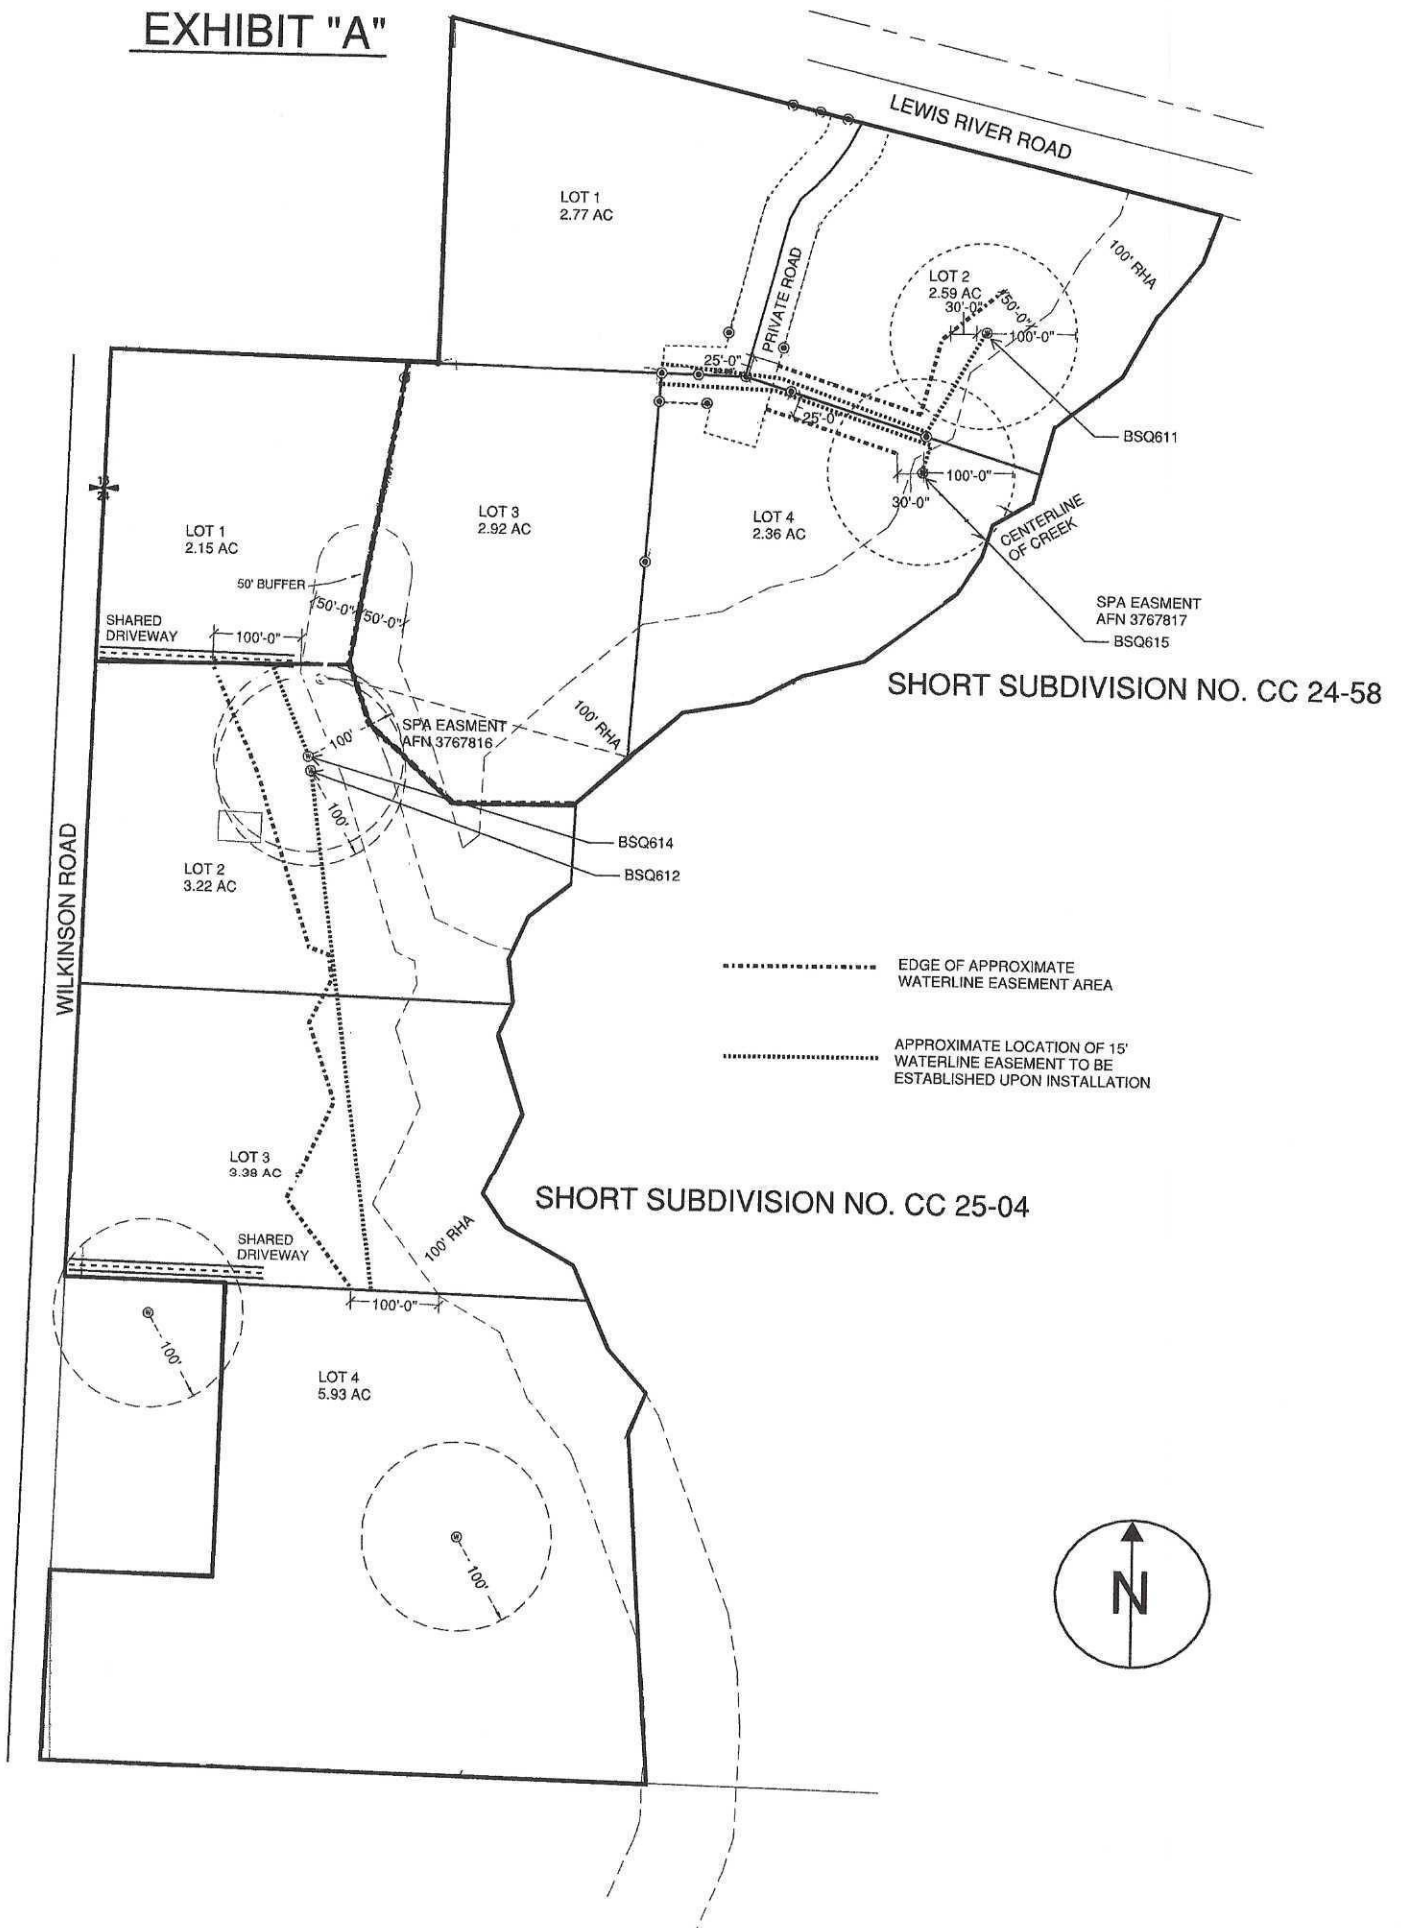 EXHIBIT "A"
LEWIS RIVER ROAD
LOT 1
2.77 AC
PRIVATE ROAD
100' RHA
LOT 2
2.59 AC
30'-0"
50'-0"
100'-0"
25'-0"
25'-0"
BSQ611
100'-0"
30'-0"
LOT 3
2.92 AC
LOT 4
2.36 AC
CENTERLINE
OF CREEK
LOT 1
2.15 AC
50' BUFFER
50'-0"
50'-0"
SPA EASMENT
AFN 3767817
BSQ615
SHARED
DRIVEWAY
100'-0"
SHORT SUBDIVISION NO. CC 24-58
100' RHA
SPA EASMENT
AFN 3767816
100'
100'
BSQ614
BSQ612
LOT 2
3.22 AC
WILKINSON ROAD
EDGE OF APPROXIMATE
WATERLINE EASEMENT AREA
APPROXIMATE LOCATION OF 15'
WATERLINE EASEMENT TO BE
ESTABLISHED UPON INSTALLATION
LOT 3
3.38 AC
SHORT SUBDIVISION NO. CC 25-04
100' RHA
SHARED
DRIVEWAY
100'-0"
100'
LOT 4
5.93 AC
100'
N